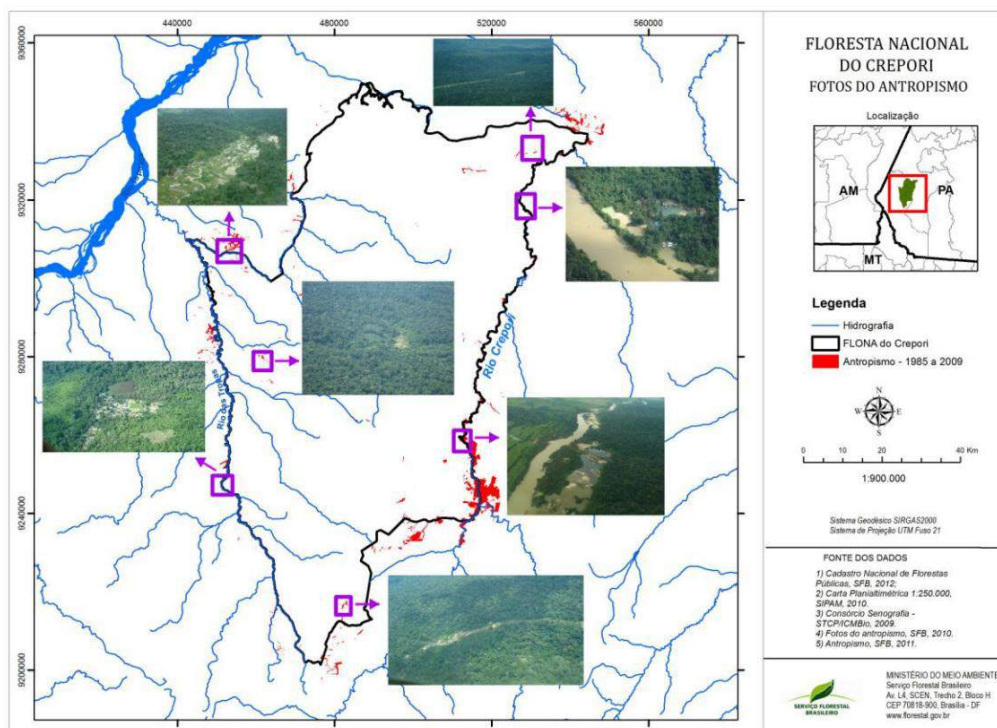 440000 480000 520000 560000
9360000
9320000
9280000
9240000
9200000
Rio das Tropas
Rio Crepori
FLORESTA NACIONAL
DO CREPORI
FOTOS DO ANTROPISMO
Localização
AM
PA
MT
Legenda
Hidrografia
FLONA do Crepori
Antropismo - 1985 a 2009
N
W E
S
0 10 20 40 Km
1:900.000
Sistema Geodésico SIRGAS2000
Sistema de Projeção UTM Fuso 21
FONTE DOS DADOS
1) Cadastro Nacional de Florestas
Públicas, SFB, 2012;
2) Carta Planialtimétrica 1:250.000,
SIPAM, 2010.
3) Consórcio Senografia -
STCP/ICMBio, 2009.
4) Fotos do antropismo, SFB, 2010.
5) Antropismo, SFB, 2011.
SERVIÇO FLORESTAL
BRASILEIRO
MINISTÉRIO DO MEIO AMBIENTE
Serviço Florestal Brasileiro
Av. L4, SCEN, Trecho 2, Bloco H
CEP 70818-900, Brasília - DF
www.florestal.gov.br